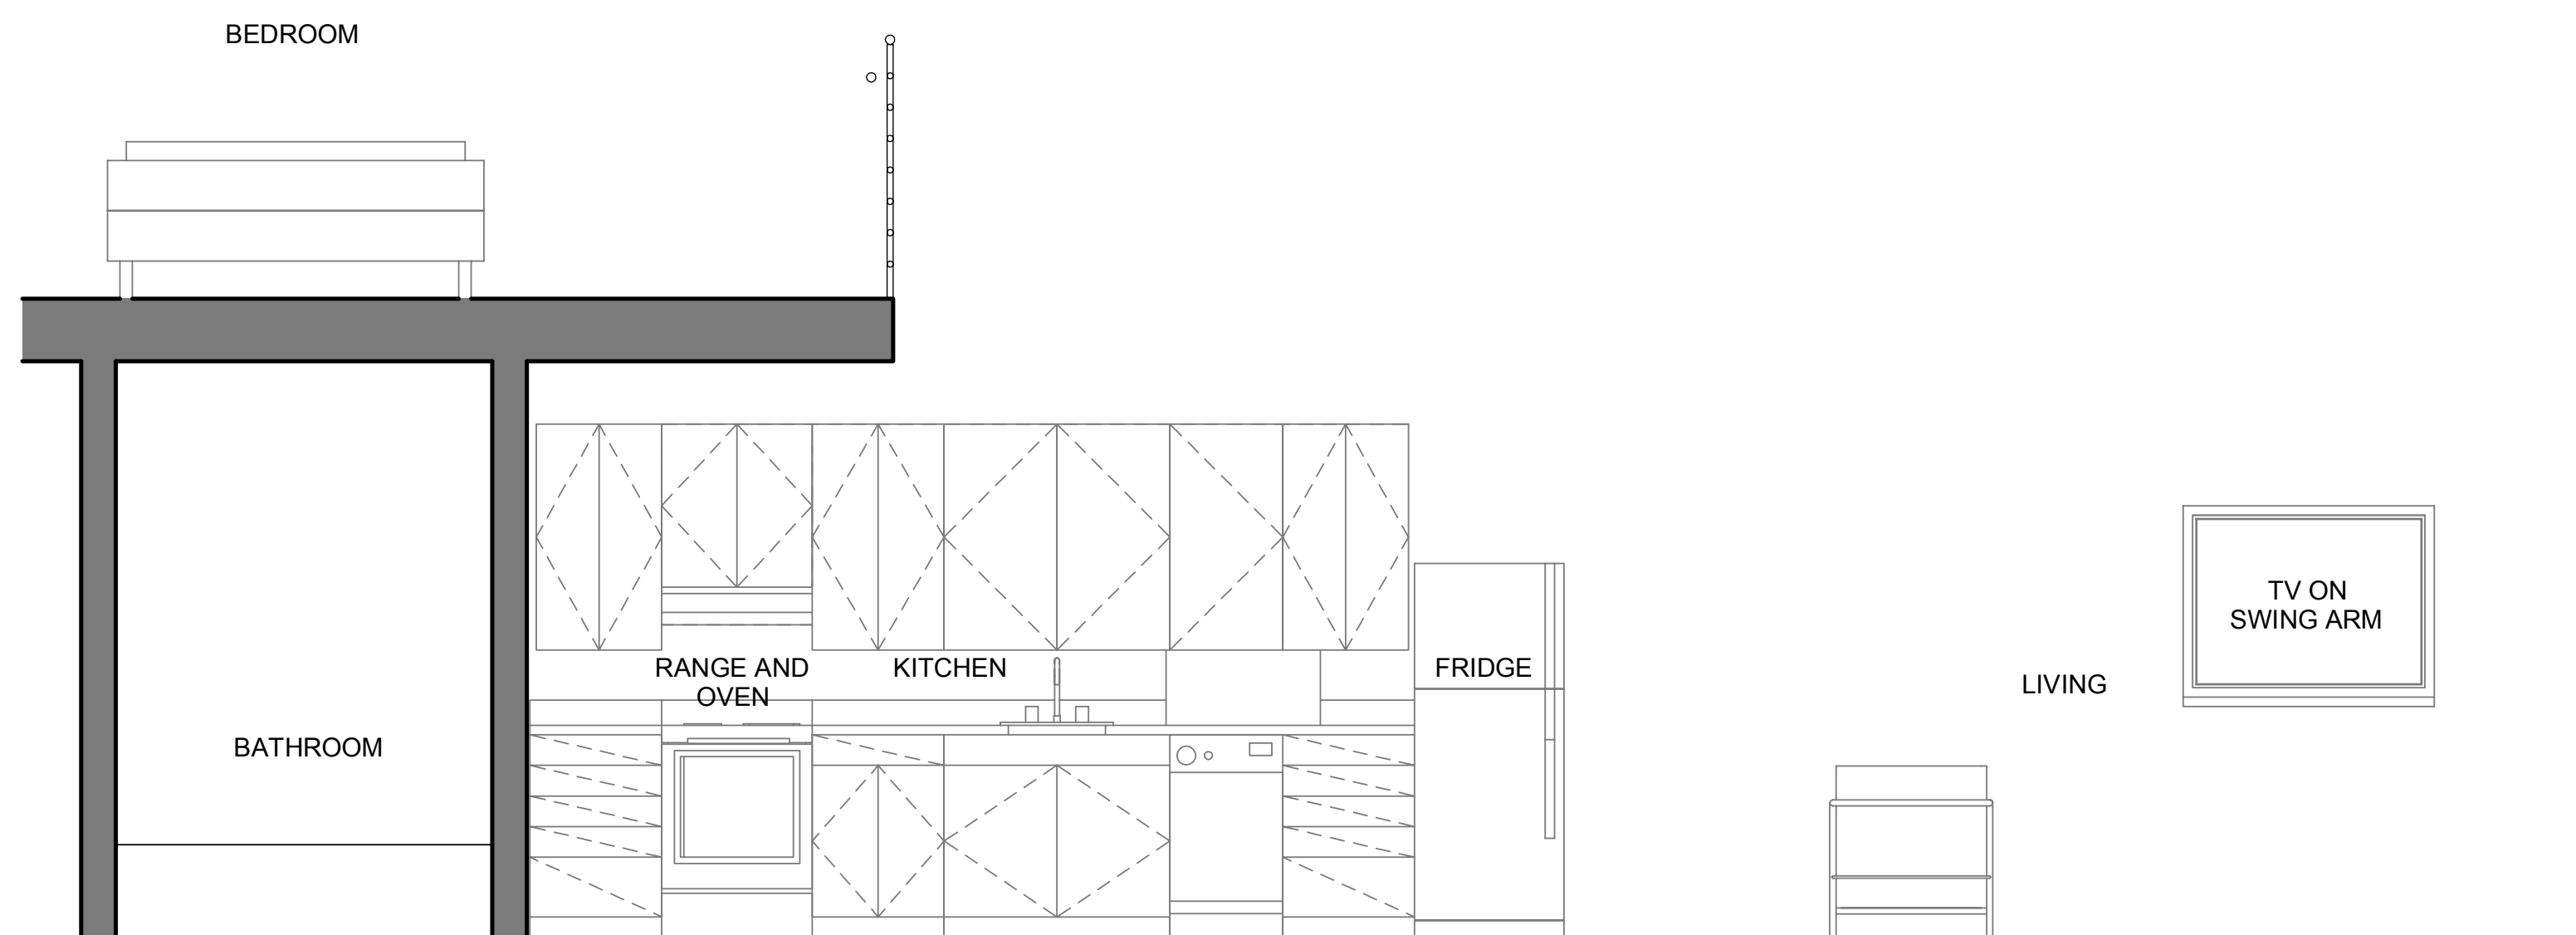 BEDROOM
TV ON
SWING ARM
RANGE AND
OVEN
KITCHEN
FRIDGE
LIVING
BATHROOM